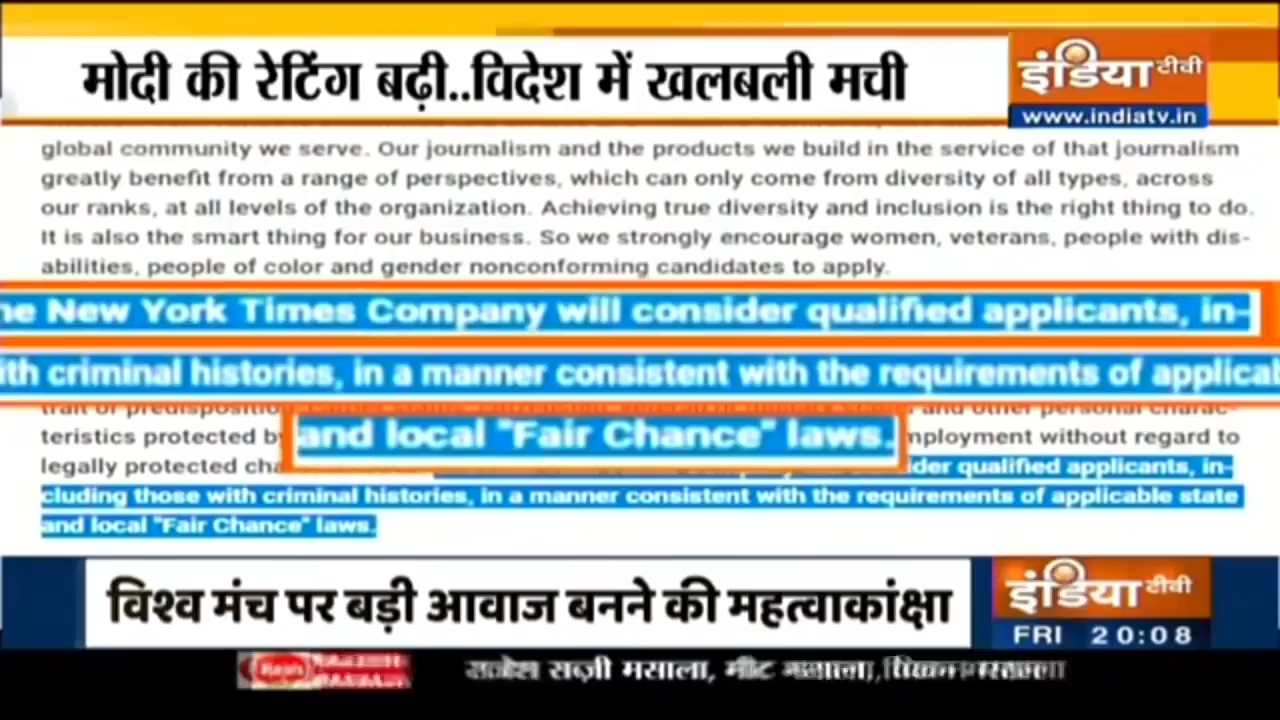 मोदी की रेटिंग बढ़ी..विदेश में खलबली मची
इंडिया टीवी
www.indiatv.in
global community we serve. Our journalism and the products we build in the service of that journalism
greatly benefit from a range of perspectives, which can only come from diversity of all types, across
our ranks, at all levels of the organization. Achieving true diversity and inclusion is the right thing to do.
It is also the smart thing for our business. So we strongly encourage women, veterans, people with dis-
abilities, people of color and gender nonconforming candidates to apply.
he New York Times Company will consider qualified applicants, in-
ith criminal histories, in a manner consistent with the requirements of applicab
trait or predispositio and other personal charac-
and local "Fair Chance" laws.
teristics protected by mployment without regard to
legally protected cha ider qualified applicants, in-
cluding those with criminal histories, in a manner consistent with the requirements of applicable state
and local "Fair Chance" laws.
विश्व मंच पर बड़ी आवाज बनने की महत्वाकांक्षा
इंडिया टीवी
FRI 20:08
सब्ज़ी मसाला, मीट मसाला,